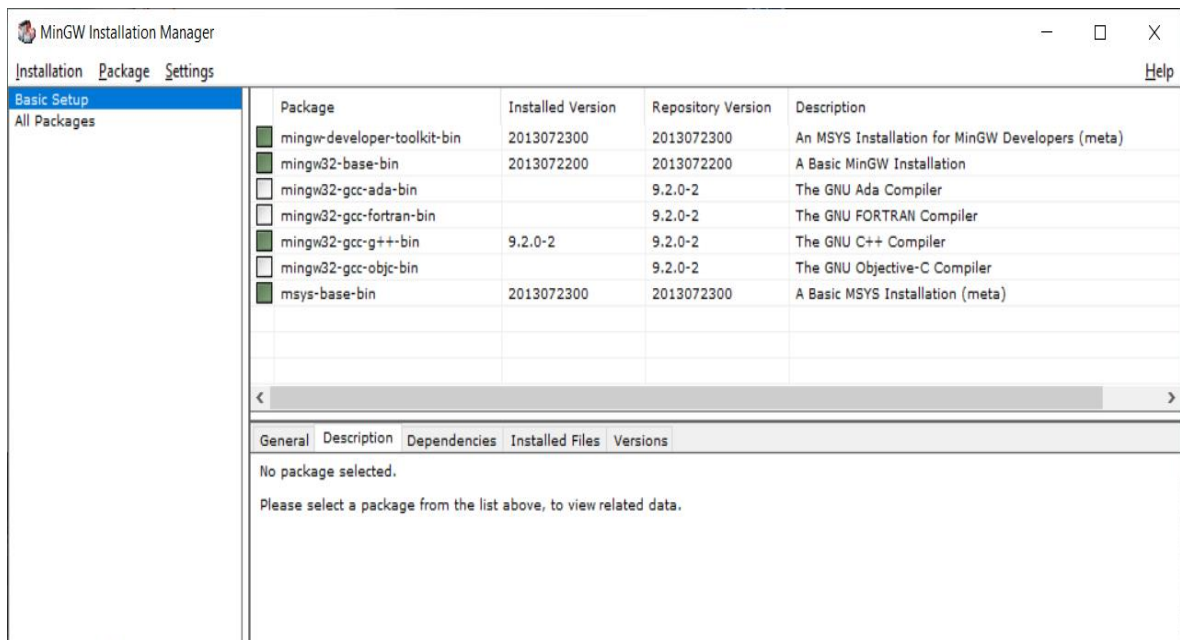 MinGW Installation Manager
Installation Package Settings Help
Basic Setup
All Packages
Package Installed Version Repository Version Description
mingw-developer-toolkit-bin 2013072300 2013072300 An MSYS Installation for MinGW Developers (meta)
mingw32-base-bin 2013072200 2013072200 A Basic MinGW Installation
mingw32-gcc-ada-bin 9.2.0-2 The GNU Ada Compiler
mingw32-gcc-fortran-bin 9.2.0-2 The GNU FORTRAN Compiler
mingw32-gcc-g++-bin 9.2.0-2 9.2.0-2 The GNU C++ Compiler
mingw32-gcc-objc-bin 9.2.0-2 The GNU Objective-C Compiler
msys-base-bin 2013072300 2013072300 A Basic MSYS Installation (meta)
General Description Dependencies Installed Files Versions
No package selected.
Please select a package from the list above, to view related data.